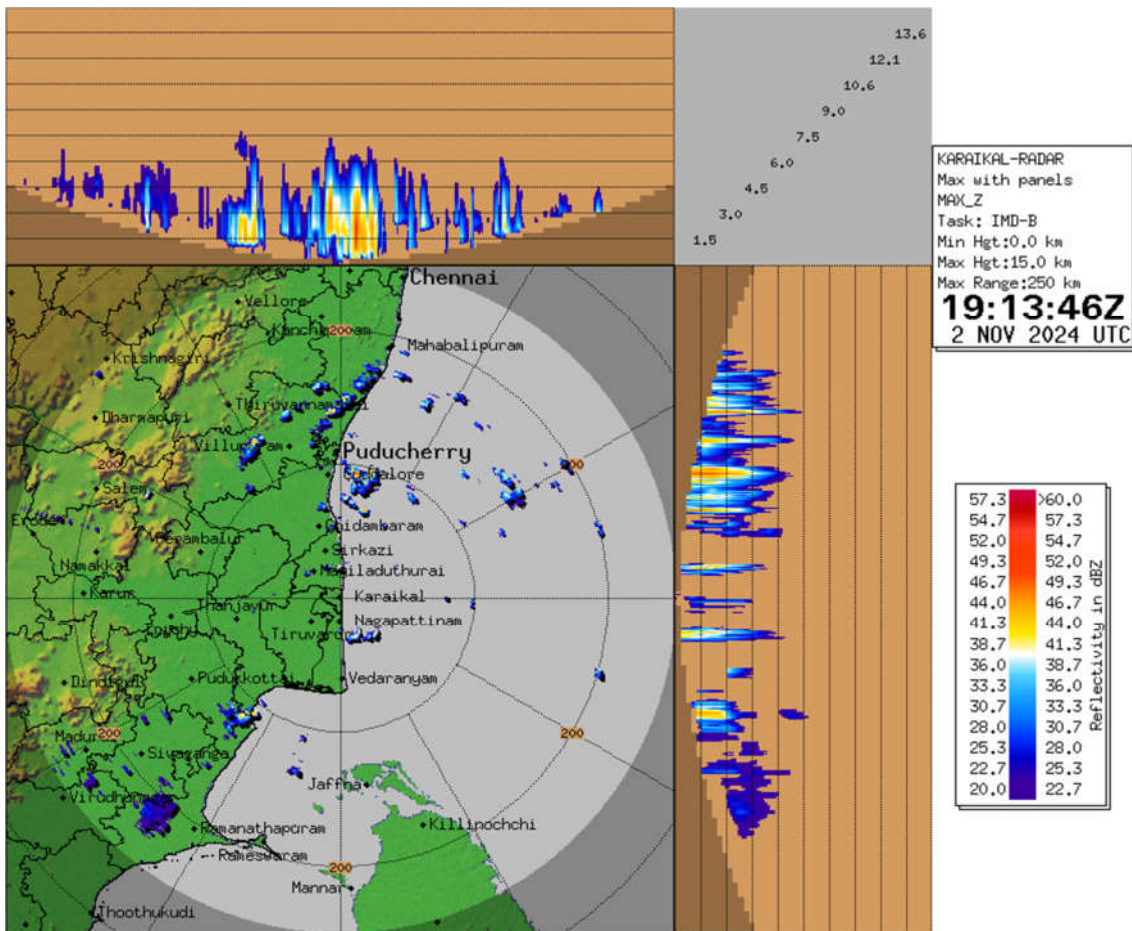 13.6
12.1
10.6
9.0
7.5
6.0
4.5
3.0
1.5
KARAIKAL-RADAR
Max with panels
MAX_Z
Task: IMD-B
Min Hgt:0.0 km
Max Hgt:15.0 km
Max Range:250 km
19:13:46Z
2 NOV 2024 UTC
Chennai
Vellore
200
Mahabalipuram
Krishnagiri
Dharmapuri
Puducherry
200
200
Salem
Chidambaram
Sirkazi
Perambalur
Namakkal
Mayiladuthurai
Karur
Karaikal
Thanjavur
Nagapattinam
Pudukkottai
Vedaranyam
200
200
Sivaganga
Jaffna
Ramanathapuram
Killinochchi
Rameswaram
200
Mannar
Thoothukudi
57.3 >60.0
54.7 57.3
52.0 54.7
49.3 52.0
46.7 49.3
44.0 46.7
41.3 44.0
38.7 41.3
36.0 38.7
33.3 36.0
30.7 33.3
28.0 30.7
25.3 28.0
22.7 25.3
20.0 22.7
Reflectivity in dBZ